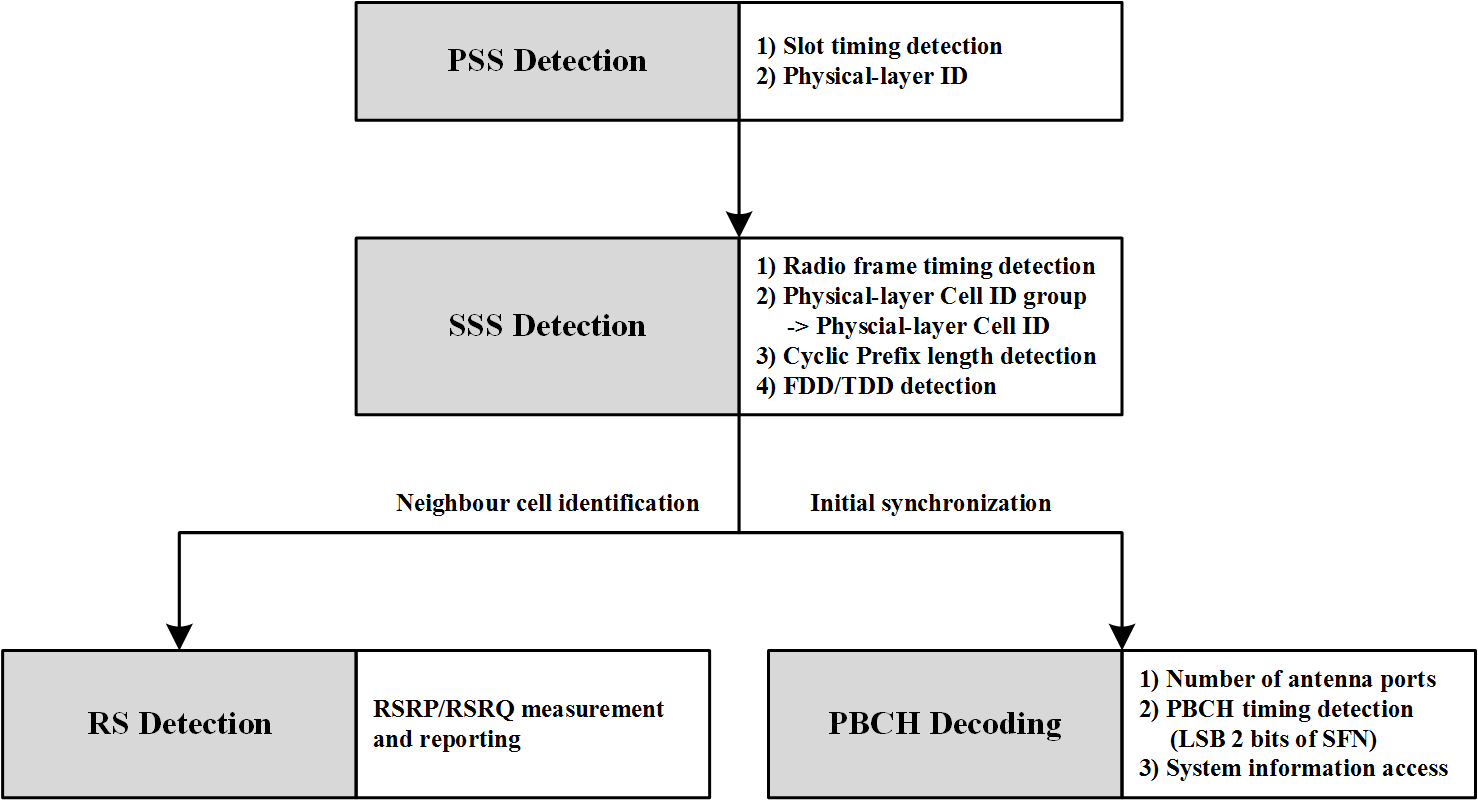 PSS Detection
1) Slot timing detection
2) Physical-layer ID
SSS Detection
1) Radio frame timing detection
2) Physical-layer Cell ID group
-> Physcial-layer Cell ID
3) Cyclic Prefix length detection
4) FDD/TDD detection
Neighbour cell identification
Initial synchronization
RS Detection
RSRP/RSRQ measurement
and reporting
PBCH Decoding
1) Number of antenna ports
2) PBCH timing detection
(LSB 2 bits of SFN)
3) System information access